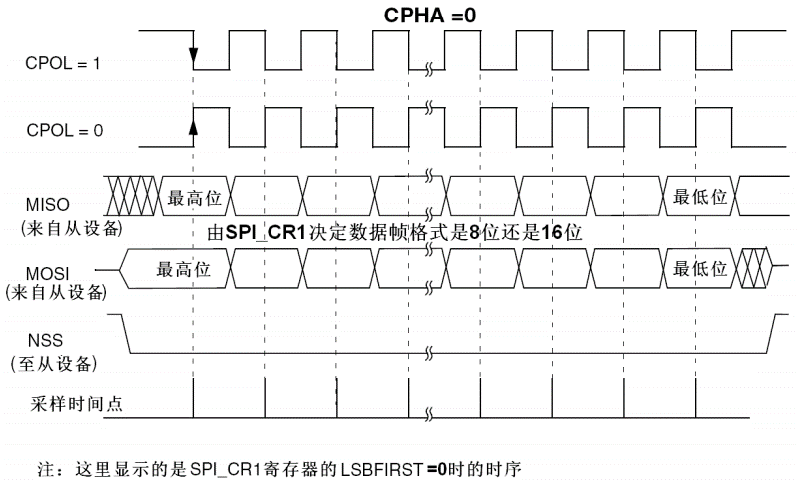 CPHA =0
CPOL = 1
CPOL = 0
MISO
(来自从设备)
最高位
最低位
由SPI_CR1决定数据帧格式是8位还是16位
MOSI
(来自从设备)
最高位
最低位
NSS
(至从设备)
采样时间点
注：这里显示的是SPI_CR1寄存器的LSBFIRST=0时的时序